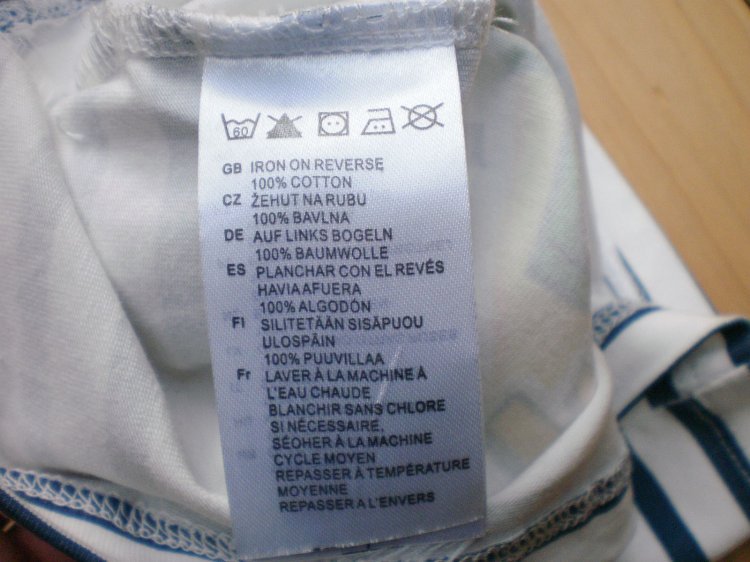 60
GB IRON ON REVERSE
100% COTTON
CZ ŽEHUT NA RUBU
100% BAVLNA
DE AUF LINKS BOGELN
100% BAUMWOLLE
ES PLANCHAR CON EL REVÉS
HAVIA AFUERA
100% ALGODÓN
FI SILITETÄÄN SISÄPUOU
ULOSPÄIN
100% PUUVILLAA
Fr LAVER À LA MACHINE À
L'EAU CHAUDE
BLANCHIR SANS CHLORE
SI NÉCESSAIRE,
SÉOHER À LA MACHINE
CYCLE MOYEN
REPASSER À TEMPÉRATURE
MOYENNE
REPASSER A L'ENVERS